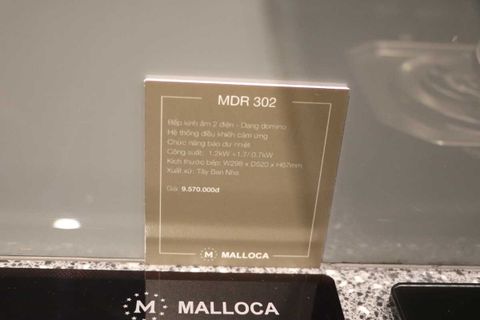 MDR 302
Bếp kính âm 2 điện - Dạng domino
Hệ thống điều khiển cảm ứng
Chức năng báo dư nhiệt
Công suất: 1.2kW +1.7/ 0.7kW
Kích thước bếp: W298 x D520 x H67mm
Xuất xứ: Tây Ban Nha
Giá: 9.570.000đ
M MALLOCA
M MALLOCA